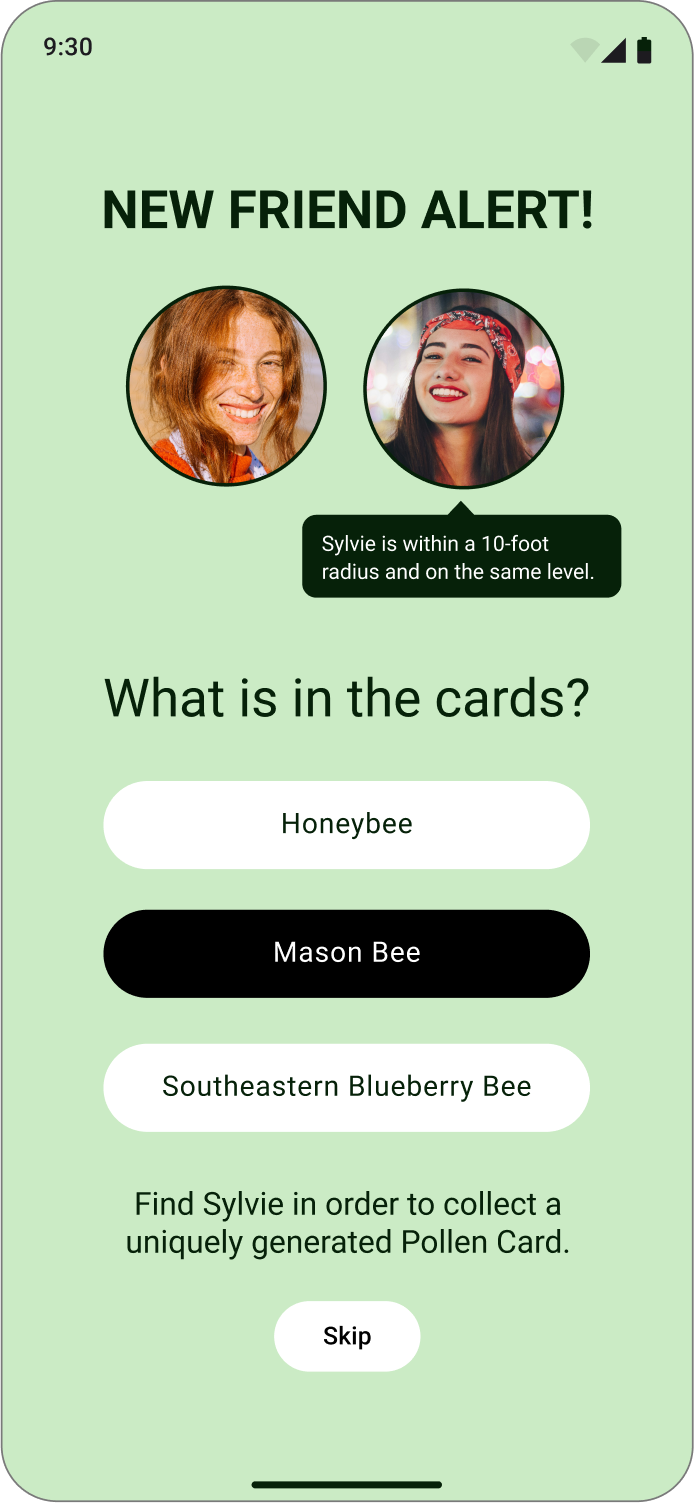 9:30
NEW FRIEND ALERT!
Sylvie is within a 10-foot
radius and on the same level.
What is in the cards?
Honeybee
Mason Bee
Southeastern Blueberry Bee
Find Sylvie in order to collect a
uniquely generated Pollen Card.
Skip